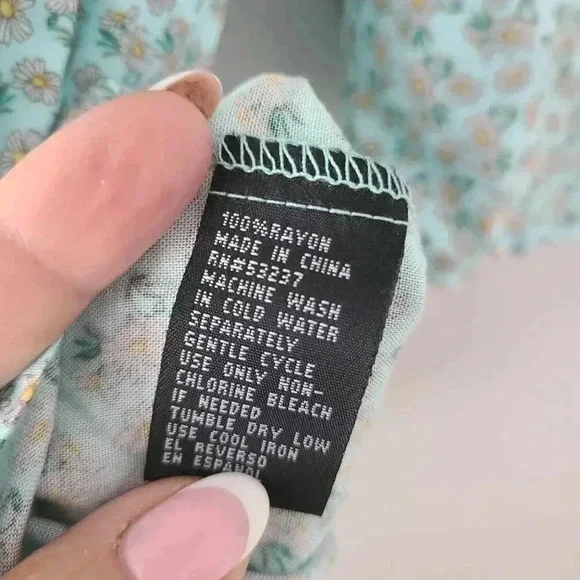 100%RAYON
MADE IN CHINA
RN#53237
MACHINE WASH
IN COLD WATER
SEPARATELY
GENTLE CYCLE
USE ONLY NON-
CHLORINE BLEACH
IF NEEDED
TUMBLE DRY LOW
USE COOL IRON
EL REVERSO
EN ESPANAL